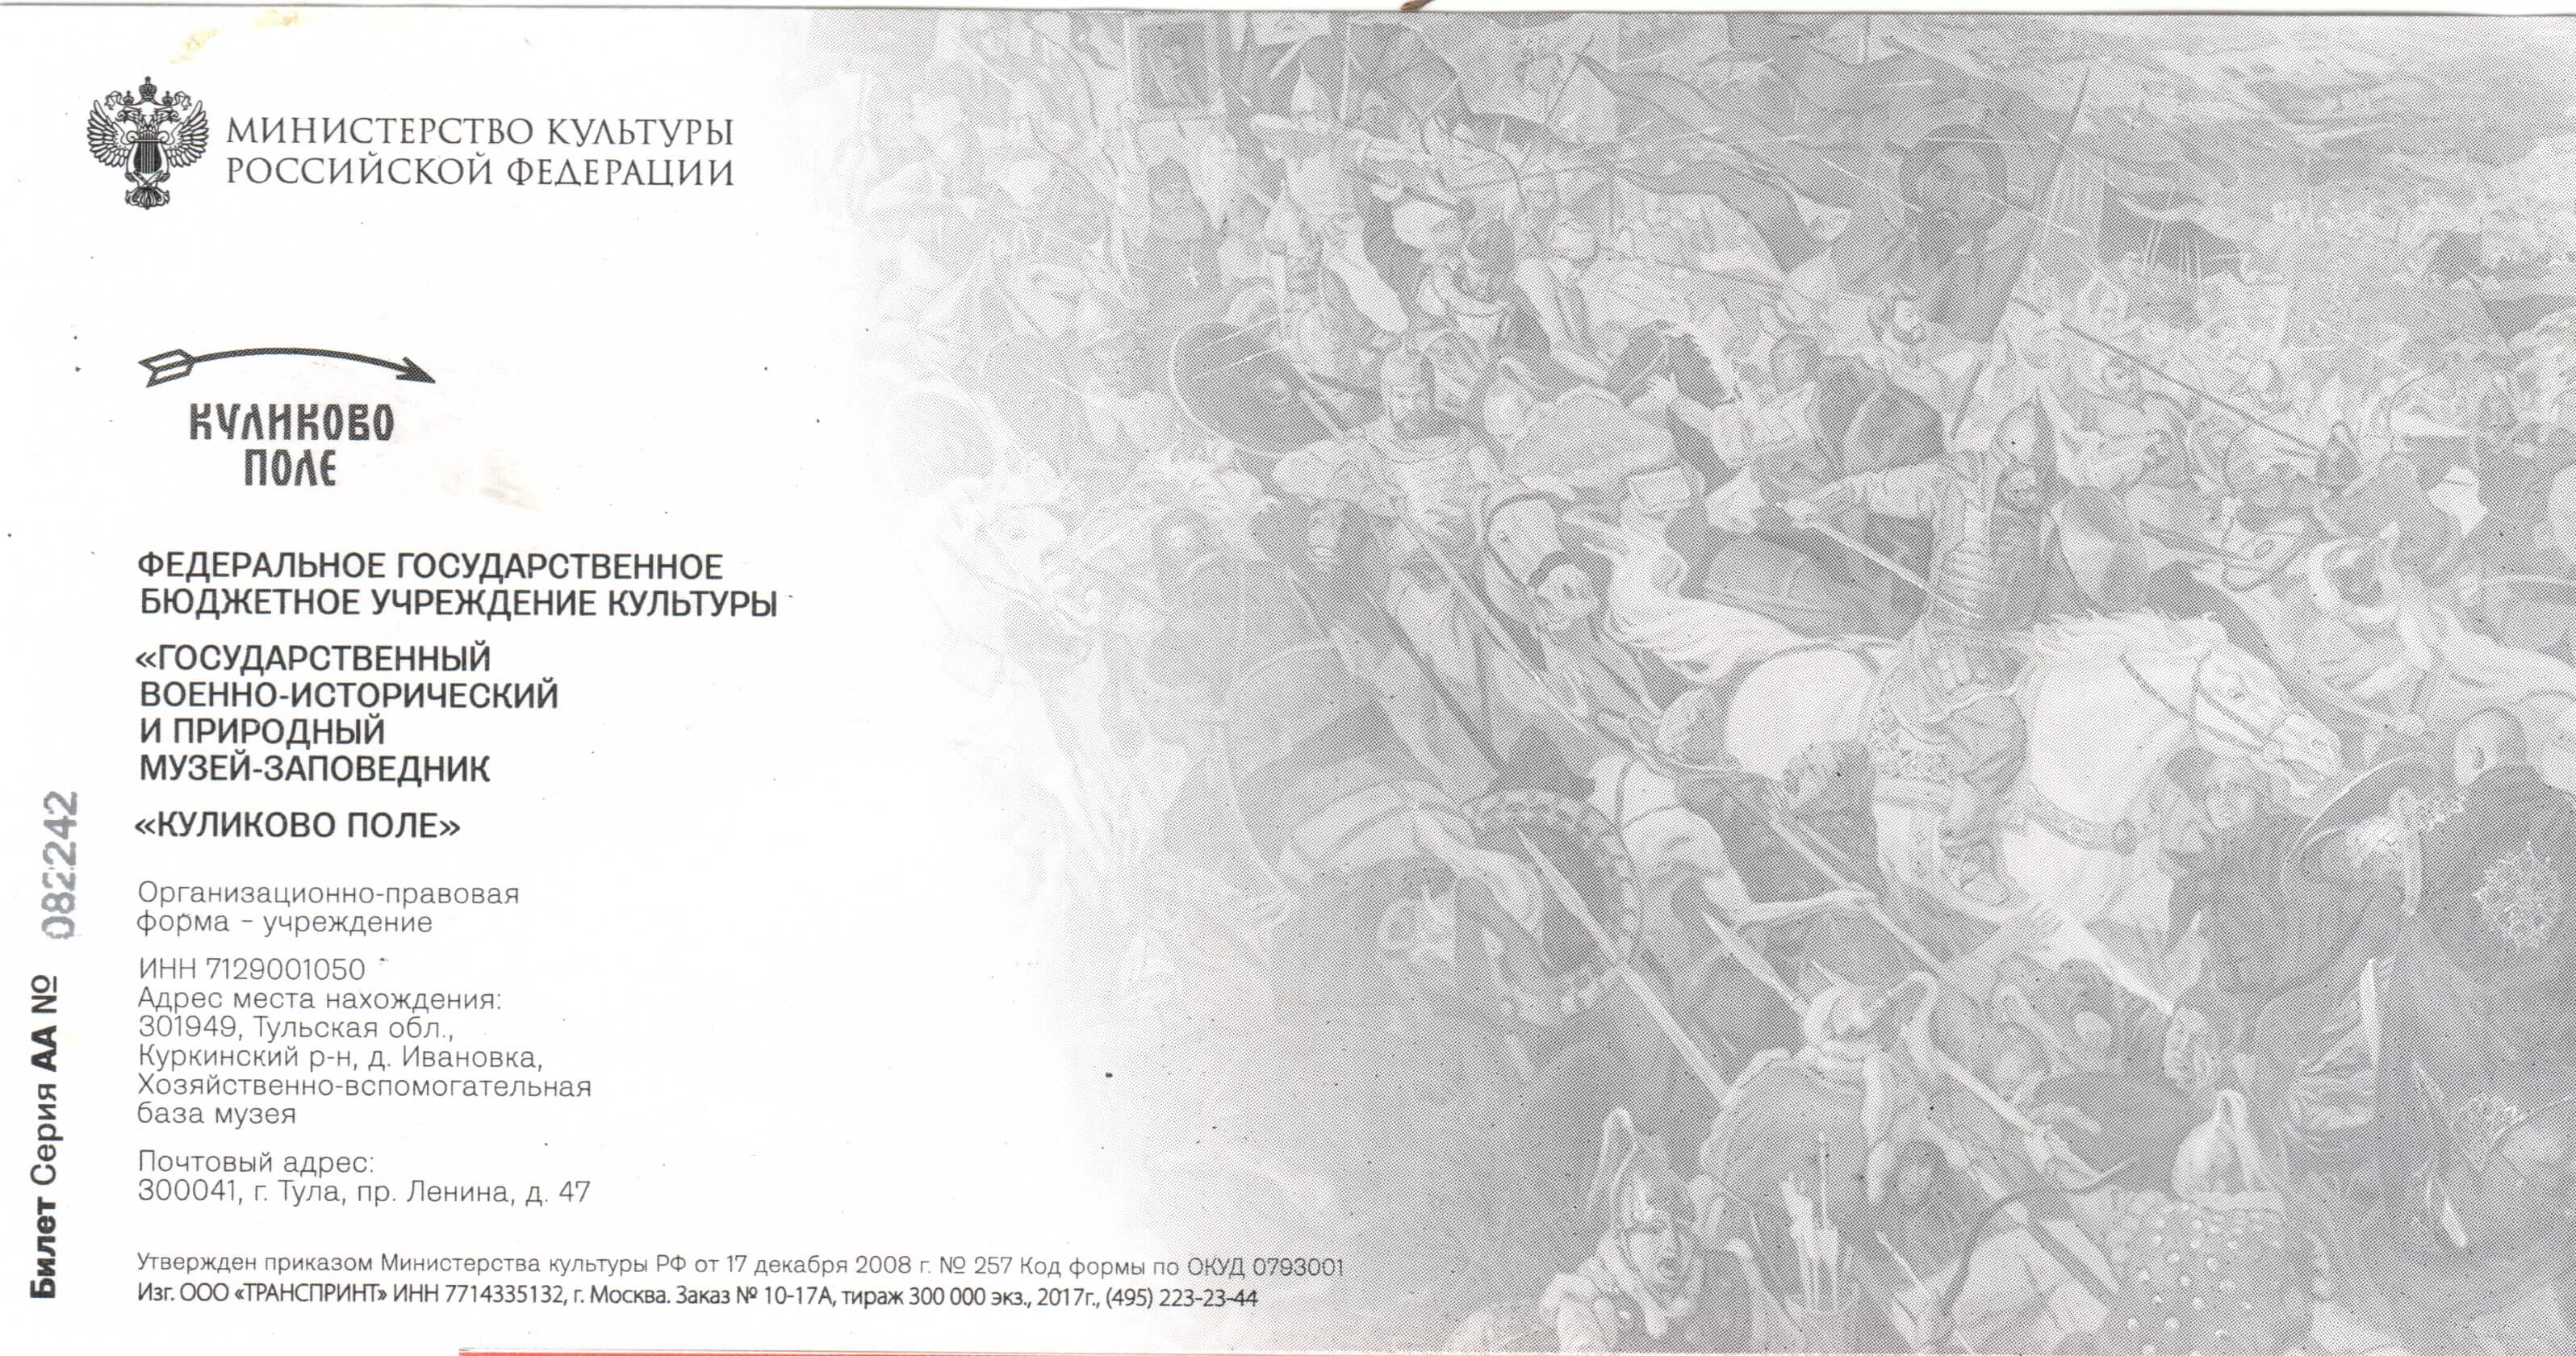 МИНИСТЕРСТВО КУЛЬТУРЫ
РОССИЙСКОЙ ФЕДЕРАЦИИ
КУЛИКОВО
ПОЛЕ
ФЕДЕРАЛЬНОЕ ГОСУДАРСТВЕННОЕ
БЮДЖЕТНОЕ УЧРЕЖДЕНИЕ КУЛЬТУРЫ
«ГОСУДАРСТВЕННЫЙ
ВОЕННО-ИСТОРИЧЕСКИЙ
И ПРИРОДНЫЙ
МУЗЕЙ-ЗАПОВЕДНИК
«КУЛИКОВО ПОЛЕ»
Организационно-правовая
форма – учреждение
ИНН 7129001050
Адрес места нахождения:
301949, Тульская обл.,
Куркинский р-н, д. Ивановка,
Хозяйственно-вспомогательная
база музея
Почтовый адрес:
300041, г. Тула, пр. Ленина, д. 47
Утвержден приказом Министерства культуры РФ от 17 декабря 2008 г. № 257 Код формы по ОКУД 0793001
Изг. ООО «ТРАНСПРИНТ» ИНН 7714335132, г. Москва. Заказ № 10-17А, тираж 300 000 экз., 2017г., (495) 223-23-44
Билет Серия АА № 082242